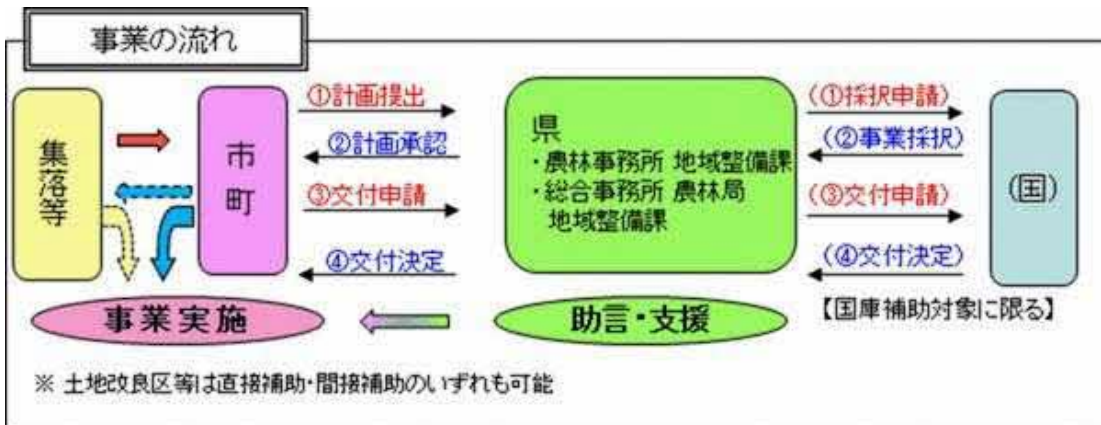 事業の流れ
集落等
市町
①計画提出
②計画承認
③交付申請
④交付決定
県
・農林事務所 地域整備課
・総合事務所 農林局
地域整備課
(①採択申請)
(②事業採択)
(③交付申請)
(④交付決定)
(国)
【国庫補助対象に限る】
事業実施
助言・支援
※ 土地改良区等は直接補助・間接補助のいずれも可能